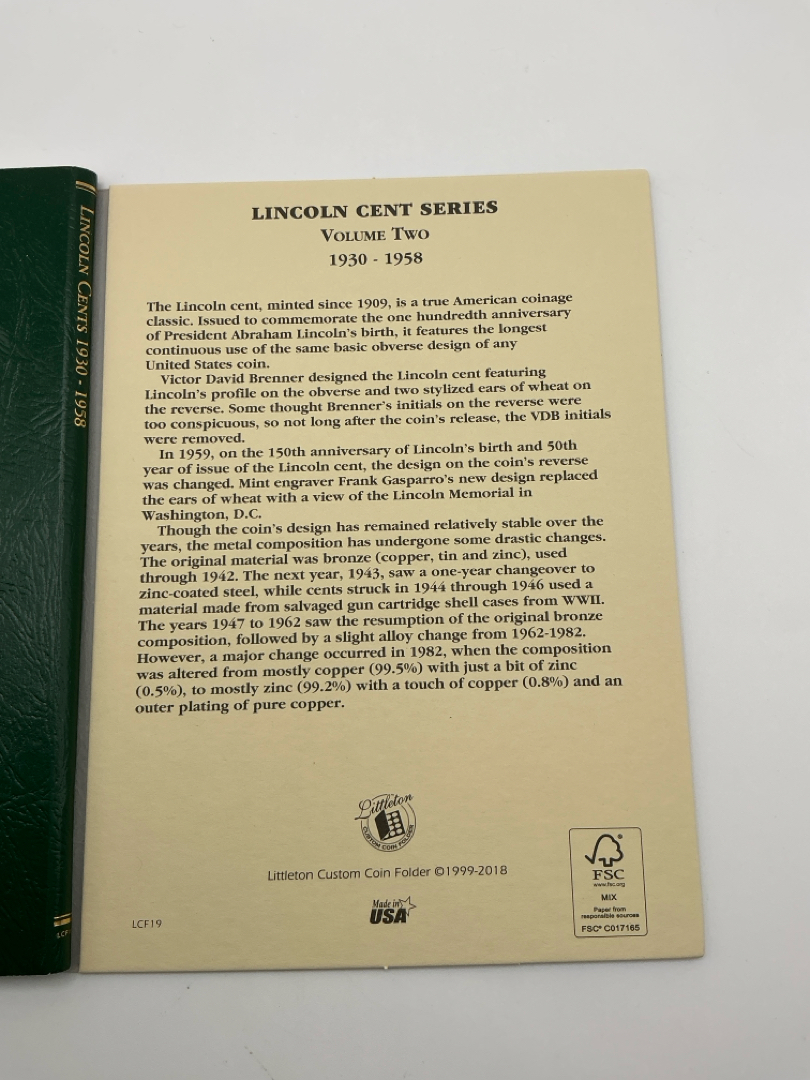 LINCOLN CENTS 1930 - 1958
LCF
LINCOLN CENT SERIES
VOLUME TWO
1930 - 1958
The Lincoln cent, minted since 1909, is a true American coinage
classic. Issued to commemorate the one hundredth anniversary
of President Abraham Lincoln's birth, it features the longest
continuous use of the same basic obverse design of any
United States coin.
Victor David Brenner designed the Lincoln cent featuring
Lincoln's profile on the obverse and two stylized ears of wheat on
the reverse. Some thought Brenner's initials on the reverse were
too conspicuous, so not long after the coin's release, the VDB initials
were removed.
In 1959, on the 150th anniversary of Lincoln's birth and 50th
year of issue of the Lincoln cent, the design on the coin's reverse
was changed. Mint engraver Frank Gasparro's new design replaced
the ears of wheat with a view of the Lincoln Memorial in
Washington, D.C.
Though the coin's design has remained relatively stable over the
years, the metal composition has undergone some drastic changes.
The original material was bronze (copper, tin and zinc), used
through 1942. The next year, 1943, saw a one-year changeover to
zinc-coated steel, while cents struck in 1944 through 1946 used a
material made from salvaged gun cartridge shell cases from WWII.
The years 1947 to 1962 saw the resumption of the original bronze
composition, followed by a slight alloy change from 1962-1982.
However, a major change occurred in 1982, when the composition
was altered from mostly copper (99.5%) with just a bit of zinc
(0.5%), to mostly zinc (99.2%) with a touch of copper (0.8%) and an
outer plating of pure copper.
Littleton
CUSTOM COIN FOLDER
Littleton Custom Coin Folder ©1999-2018
Made in
USA
LCF19
FSC
www.fsc.org
MIX
Paper from
responsible sources
FSC® C017165